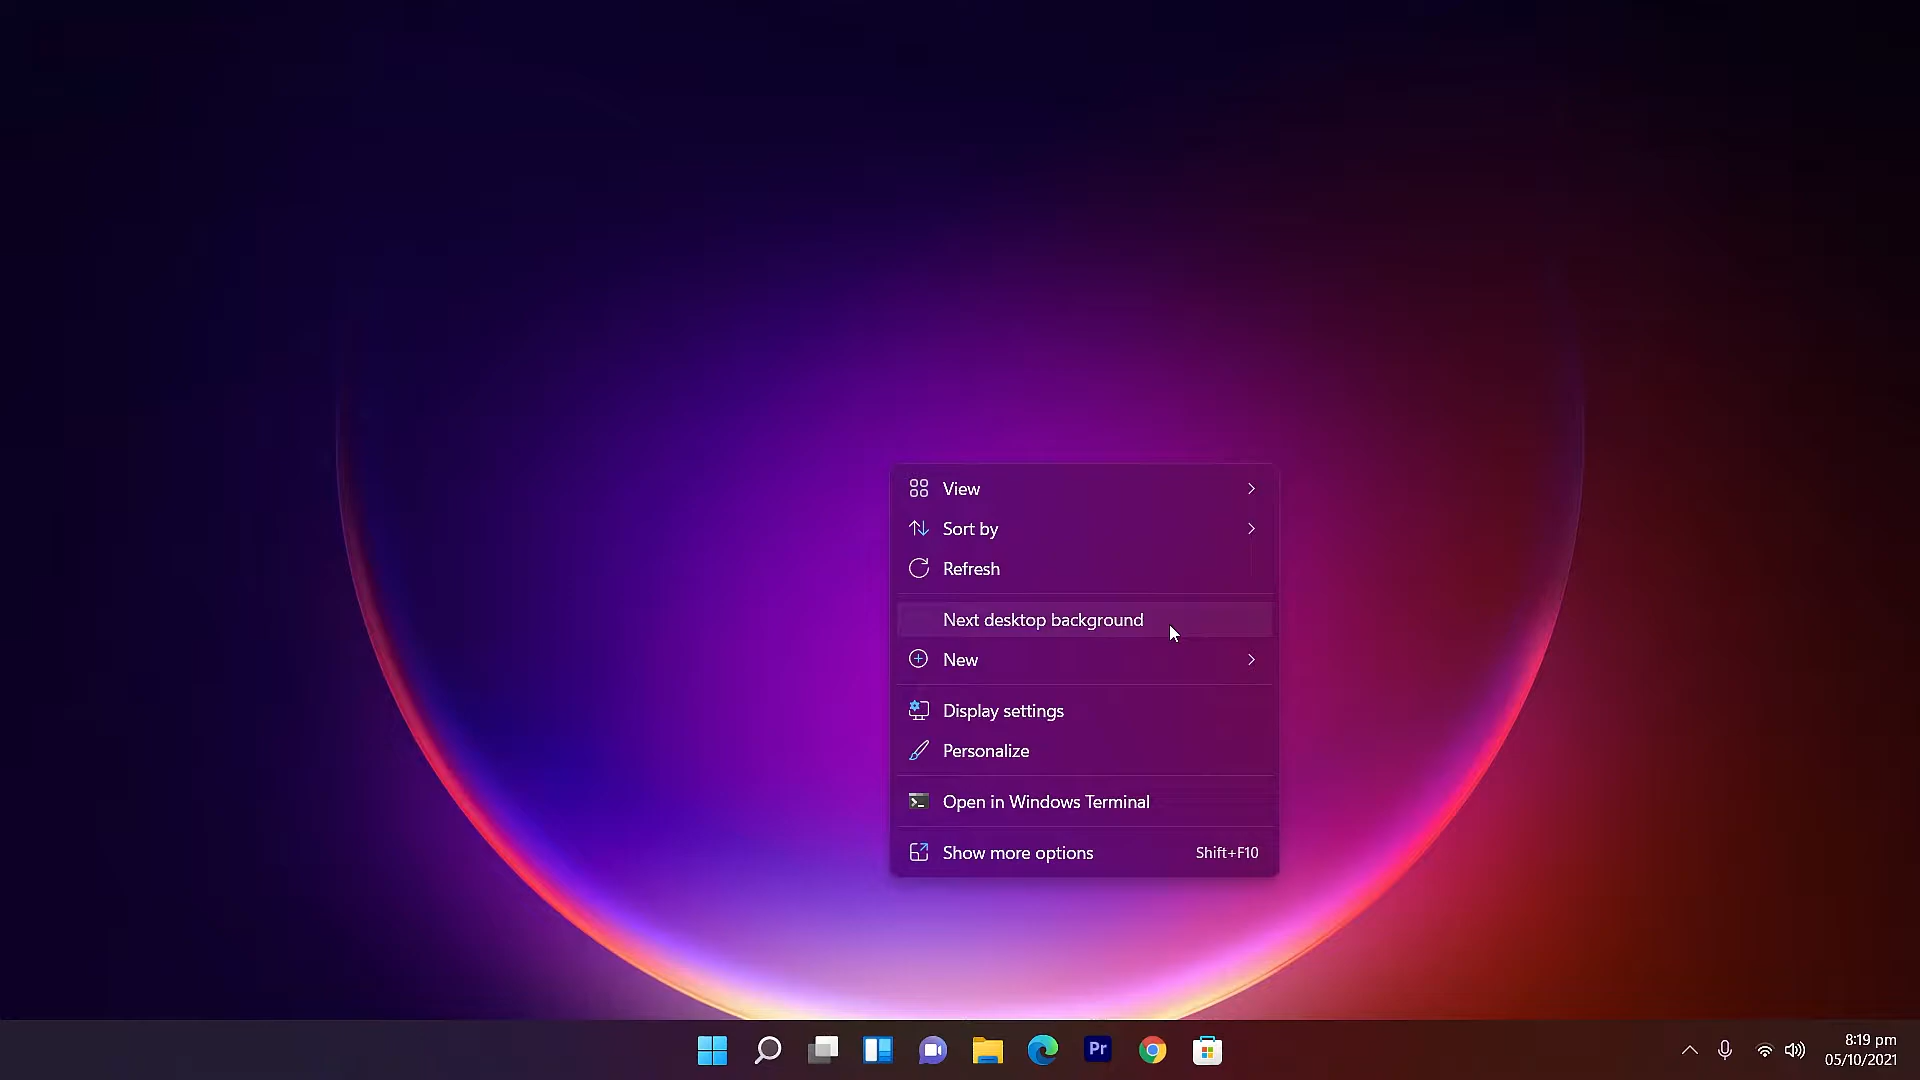 View
Sort by
Refresh
Next desktop background
New
Display settings
Personalize
Open in Windows Terminal
Show more options Shift+F10
Pr
8:19 pm
05/10/2021